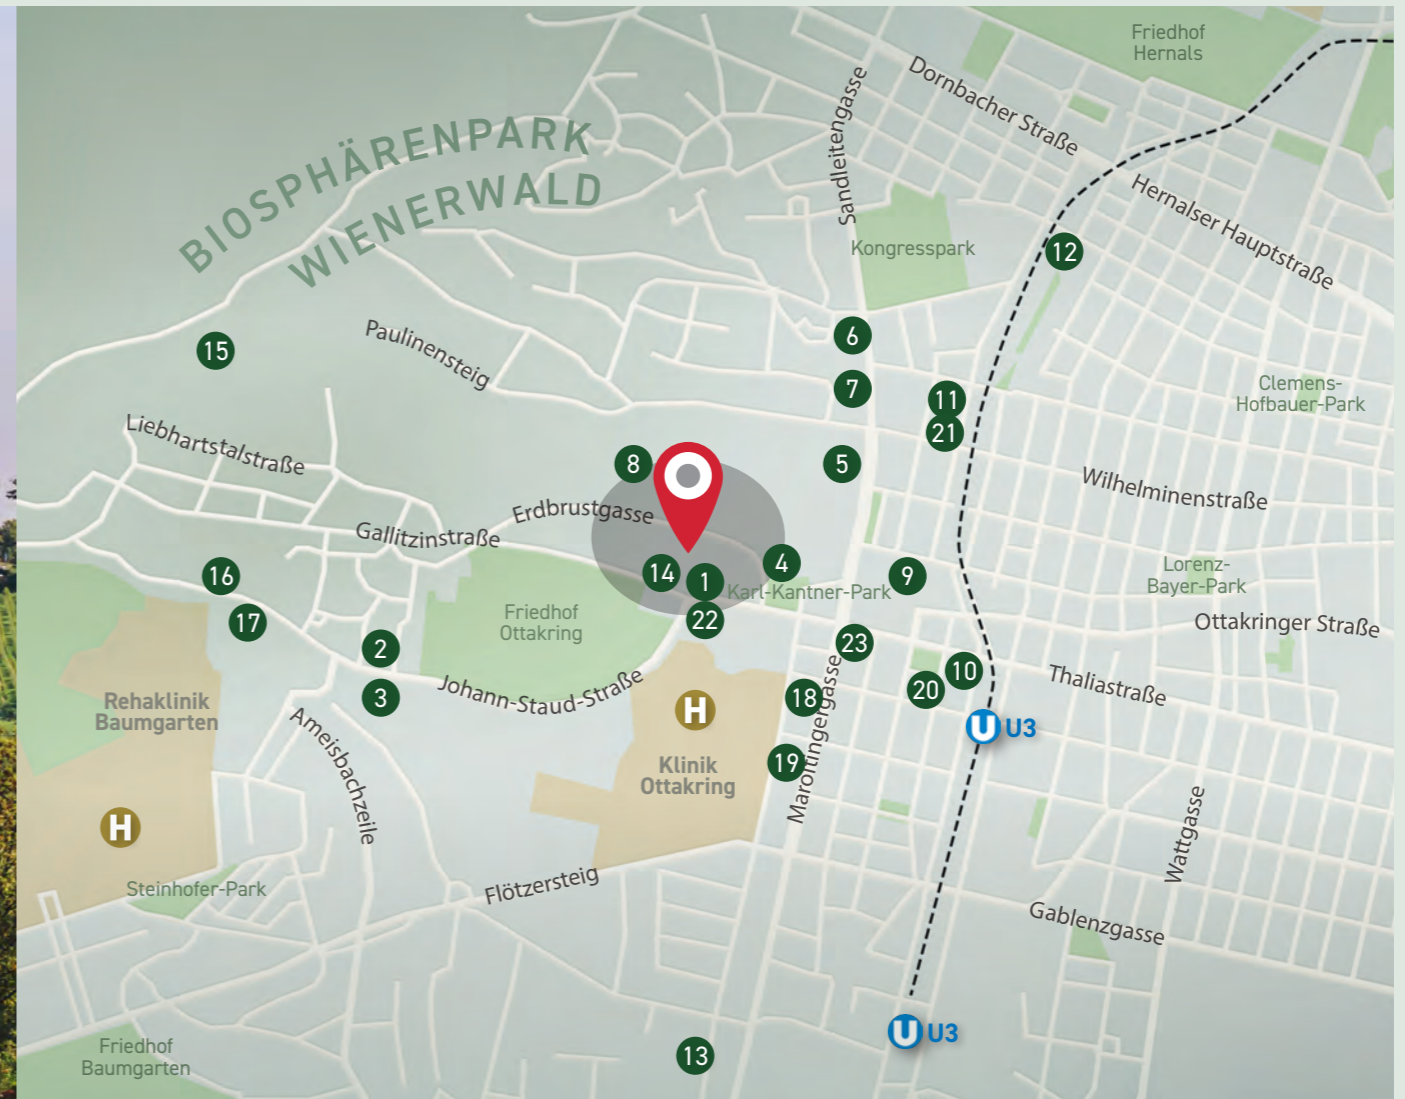 Friedhof
Hernals
Dornbacher Straße
Sandleitengasse
BIOSPHÄRENPARK
WIENERWALD
Hernalser Hauptstraße
Kongresspark
12
6
15
Paulinensteig
7
11
Clemens-
Hofbauer-Park
21
Liebhartstalstraße
8
5
Wilhelminenstraße
Erdbrustgasse
Gallitzinstraße
4
14
1
16
9
Lorenz-
Bayer-Park
Karl-Kantner-Park
Friedhof
Ottakring
22
17
Ottakringer Straße
23
2
10
Thaliastraße
20
3
Johann-Staud-Straße
18
Rehaklinik
Baumgarten
H
U U3
Ameisbachzeile
19
Klinik
Ottakring
Maroltingergasse
H
Wattgasse
Steinhofer-Park
Flötzersteig
Gablenzgasse
U U3
Friedhof
Baumgarten
13